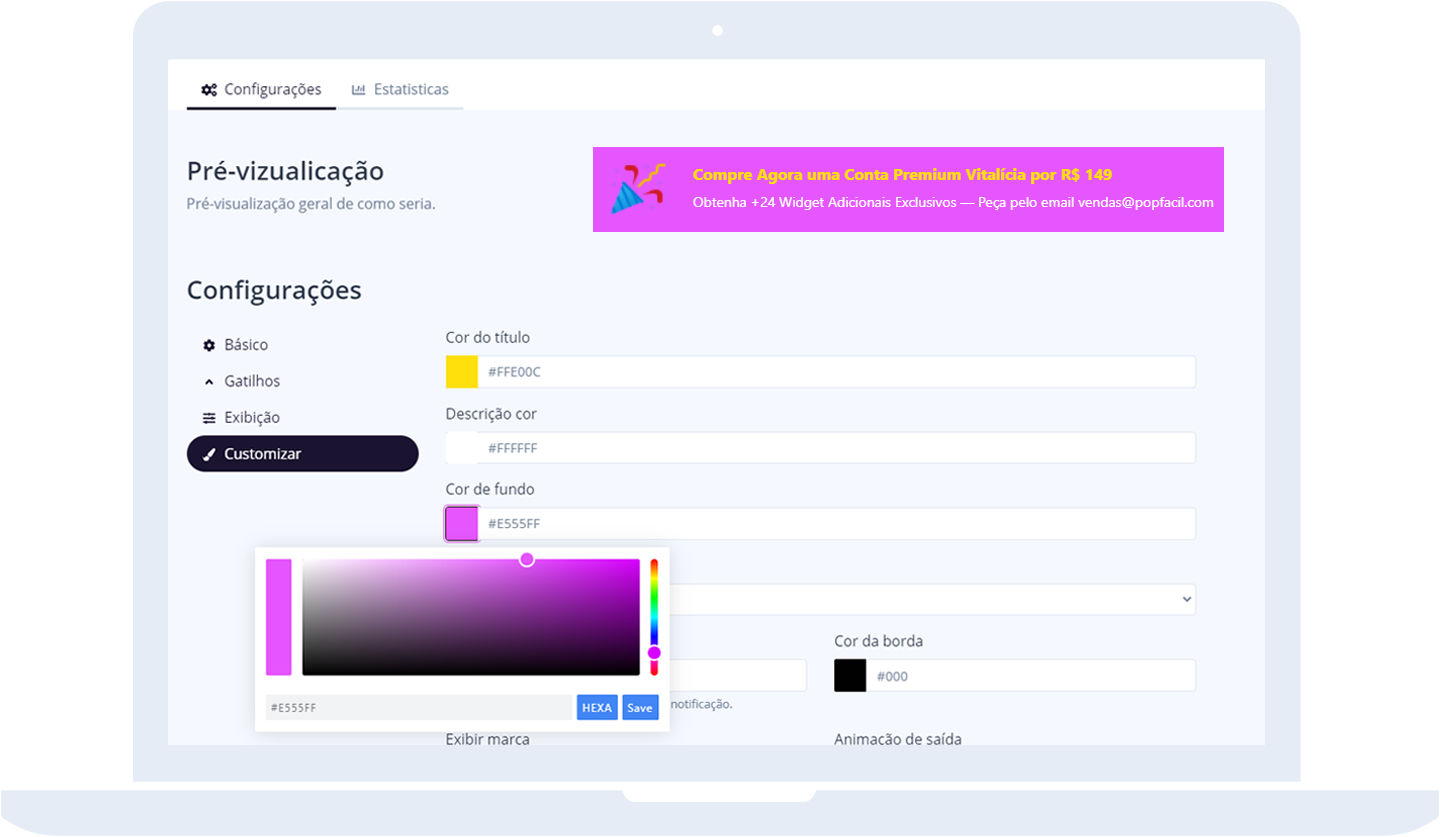 Configurações
Estatisticas
Pré-vizualicação
Pré-visualização geral de como seria.
Compre Agora uma Conta Premium Vitalícia por R$ 149
Obtenha +24 Widget Adicionais Exclusivos — Peça pelo email vendas@popfacil.com
Configurações
Básico
Gatilhos
Exibição
Customizar
Cor do título
#FFE00C
Descrição cor
#FFFFFF
Cor de fundo
#E555FF
Cor da borda
#000
notificação.
#E555FF
HEXA
Save
Exibir marca
Animação de saída